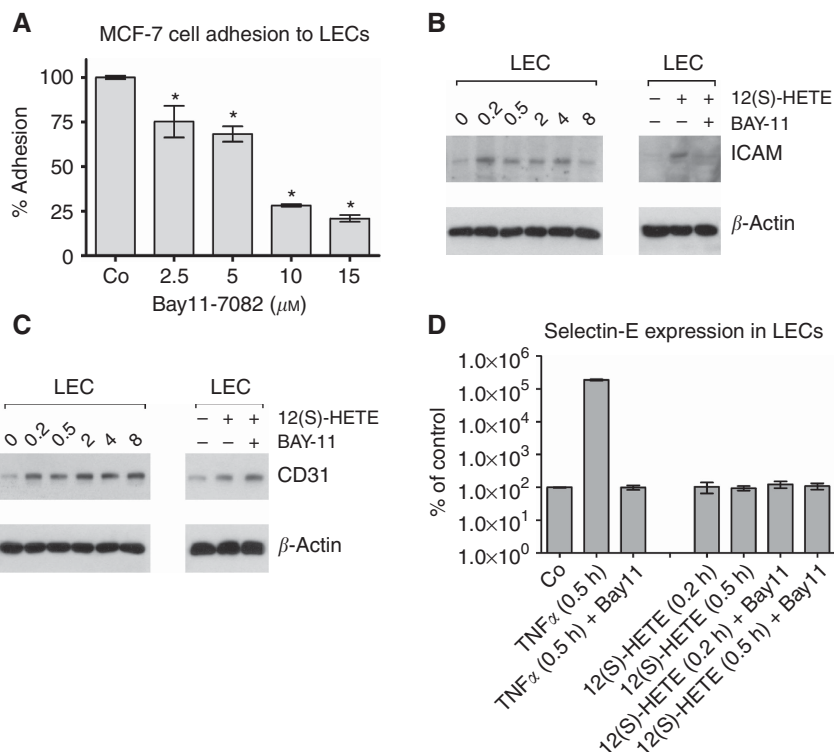 A
MCF-7 cell adhesion to LECs
% Adhesion
100
75
50
25
0
*
*
*
*
Co 2.5 5 10 15
Bay11-7082 (μM)
B
LEC LEC
0 0.2 0.5 2 4 8
– + + 12(S)-HETE
– – + BAY-11
ICAM
β-Actin
C
LEC LEC
0 0.2 0.5 2 4 8
– + + 12(S)-HETE
– – + BAY-11
CD31
β-Actin
D
Selectin-E expression in LECs
% of control
1.0×10⁶
1.0×10⁵
1.0×10⁴
1.0×10³
1.0×10²
1.0×10¹
1.0×10⁰
Co
TNFα (0.5 h)
TNFα (0.5 h) + Bay11
12(S)-HETE (0.2 h)
12(S)-HETE (0.5 h)
12(S)-HETE (0.2 h) + Bay11
12(S)-HETE (0.5 h) + Bay11